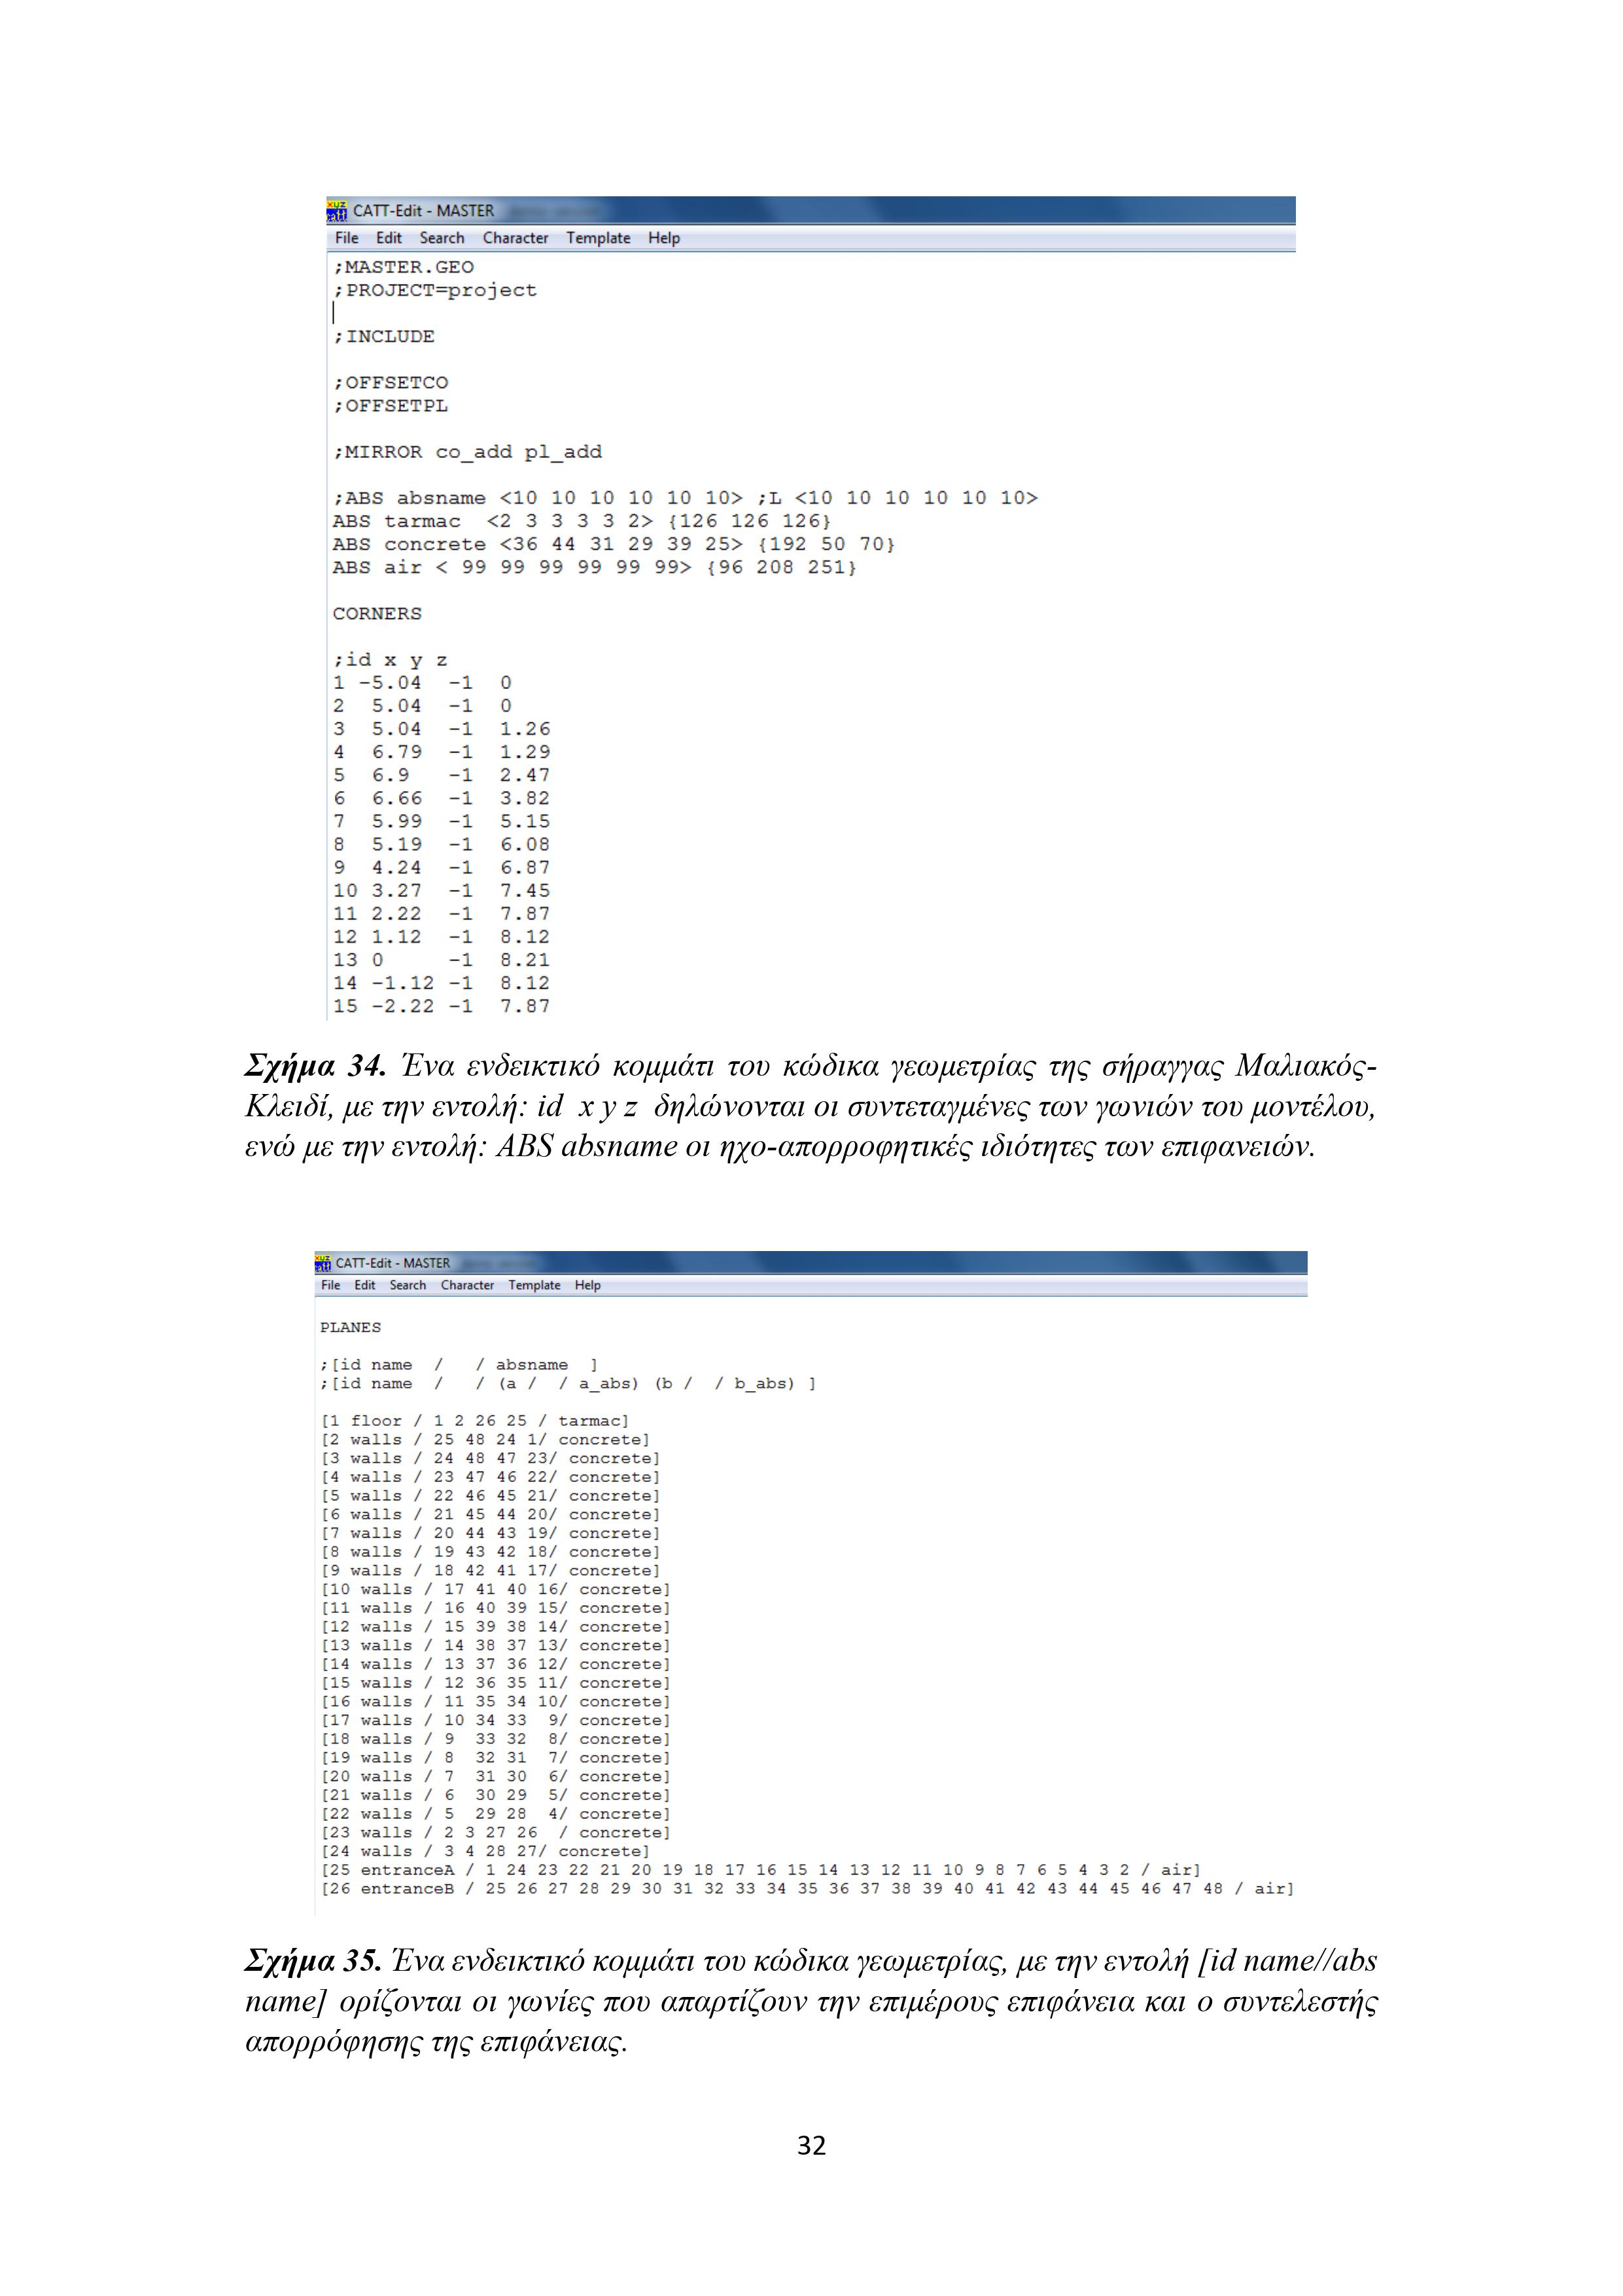 CATT-Edit - MASTER
File Edit Search Character Template Help
;MASTER.GEO
;PROJECT=project
;INCLUDE
;OFFSETCO
;OFFSETPL
;MIRROR co_add pl_add
;ABS absname <10 10 10 10 10 10> ;L <10 10 10 10 10 10>
ABS tarmac <2 3 3 3 3 2> {126 126 126}
ABS concrete <36 44 31 29 39 25> {192 50 70}
ABS air < 99 99 99 99 99 99> {96 208 251}
CORNERS
;id x y z
1 -5.04 -1 0
2 5.04 -1 0
3 5.04 -1 1.26
4 6.79 -1 1.29
5 6.9 -1 2.47
6 6.66 -1 3.82
7 5.99 -1 5.15
8 5.19 -1 6.08
9 4.24 -1 6.87
10 3.27 -1 7.45
11 2.22 -1 7.87
12 1.12 -1 8.12
13 0 -1 8.21
14 -1.12 -1 8.12
15 -2.22 -1 7.87
Σχήμα 34. Ένα ενδεικτικό κομμάτι του κώδικα γεωμετρίας της σήραγγας Μαλιακός-
Κλειδί, με την εντολή: id x y z δηλώνονται οι συντεταγμένες των γωνιών του μοντέλου,
ενώ με την εντολή: ABS absname οι ηχο-απορροφητικές ιδιότητες των επιφανειών.
CATT-Edit - MASTER
File Edit Search Character Template Help
PLANES
;[id name / / absname ]
;[id name / / (a / / a_abs) (b / / b_abs) ]
[1 floor / 1 2 26 25 / tarmac]
[2 walls / 25 48 24 1/ concrete]
[3 walls / 24 48 47 23/ concrete]
[4 walls / 23 47 46 22/ concrete]
[5 walls / 22 46 45 21/ concrete]
[6 walls / 21 45 44 20/ concrete]
[7 walls / 20 44 43 19/ concrete]
[8 walls / 19 43 42 18/ concrete]
[9 walls / 18 42 41 17/ concrete]
[10 walls / 17 41 40 16/ concrete]
[11 walls / 16 40 39 15/ concrete]
[12 walls / 15 39 38 14/ concrete]
[13 walls / 14 38 37 13/ concrete]
[14 walls / 13 37 36 12/ concrete]
[15 walls / 12 36 35 11/ concrete]
[16 walls / 11 35 34 10/ concrete]
[17 walls / 10 34 33 9/ concrete]
[18 walls / 9 33 32 8/ concrete]
[19 walls / 8 32 31 7/ concrete]
[20 walls / 7 31 30 6/ concrete]
[21 walls / 6 30 29 5/ concrete]
[22 walls / 5 29 28 4/ concrete]
[23 walls / 2 3 27 26 / concrete]
[24 walls / 3 4 28 27/ concrete]
[25 entranceA / 1 24 23 22 21 20 19 18 17 16 15 14 13 12 11 10 9 8 7 6 5 4 3 2 / air]
[26 entranceB / 25 26 27 28 29 30 31 32 33 34 35 36 37 38 39 40 41 42 43 44 45 46 47 48 / air]
Σχήμα 35. Ένα ενδεικτικό κομμάτι του κώδικα γεωμετρίας, με την εντολή [id name//abs
name] ορίζονται οι γωνίες που απαρτίζουν την επιμέρους επιφάνεια και ο συντελεστής
απορρόφησης της επιφάνειας.
32